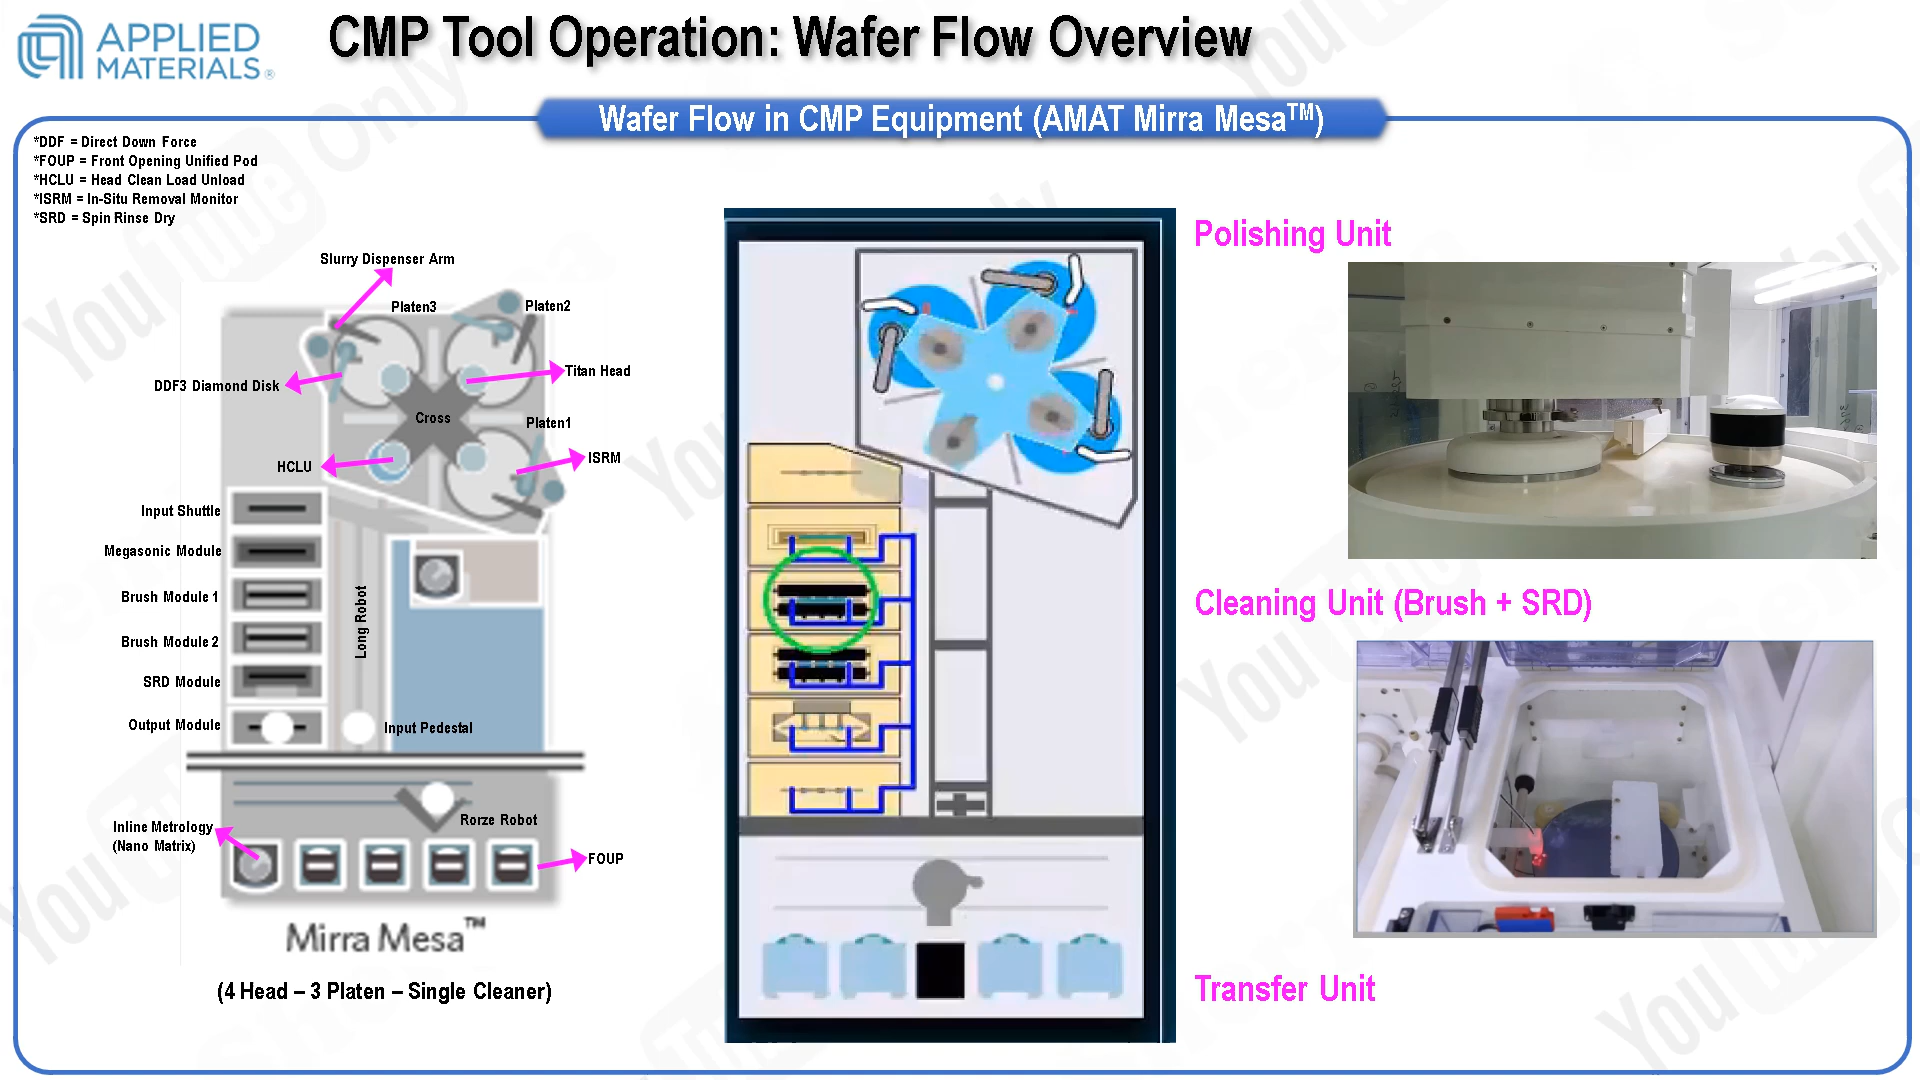 APPLIED
MATERIALS®
CMP Tool Operation: Wafer Flow Overview
Wafer Flow in CMP Equipment (AMAT Mirra Mesa™)
*DDF = Direct Down Force
*FOUP = Front Opening Unified Pod
*HCLU = Head Clean Load Unload
*ISRM = In-Situ Removal Monitor
*SRD = Spin Rinse Dry
Slurry Dispenser Arm
Platen3
Platen2
DDF3 Diamond Disk
Titan Head
Cross
Platen1
HCLU
ISRM
Input Shuttle
Megasonic Module
Brush Module 1
Brush Module 2
SRD Module
Output Module
Long Robot
Input Pedestal
Rorze Robot
Inline Metrology
(Nano Matrix)
FOUP
Mirra Mesa™
(4 Head – 3 Platen – Single Cleaner)
Polishing Unit
Cleaning Unit (Brush + SRD)
Transfer Unit
YouTube Only